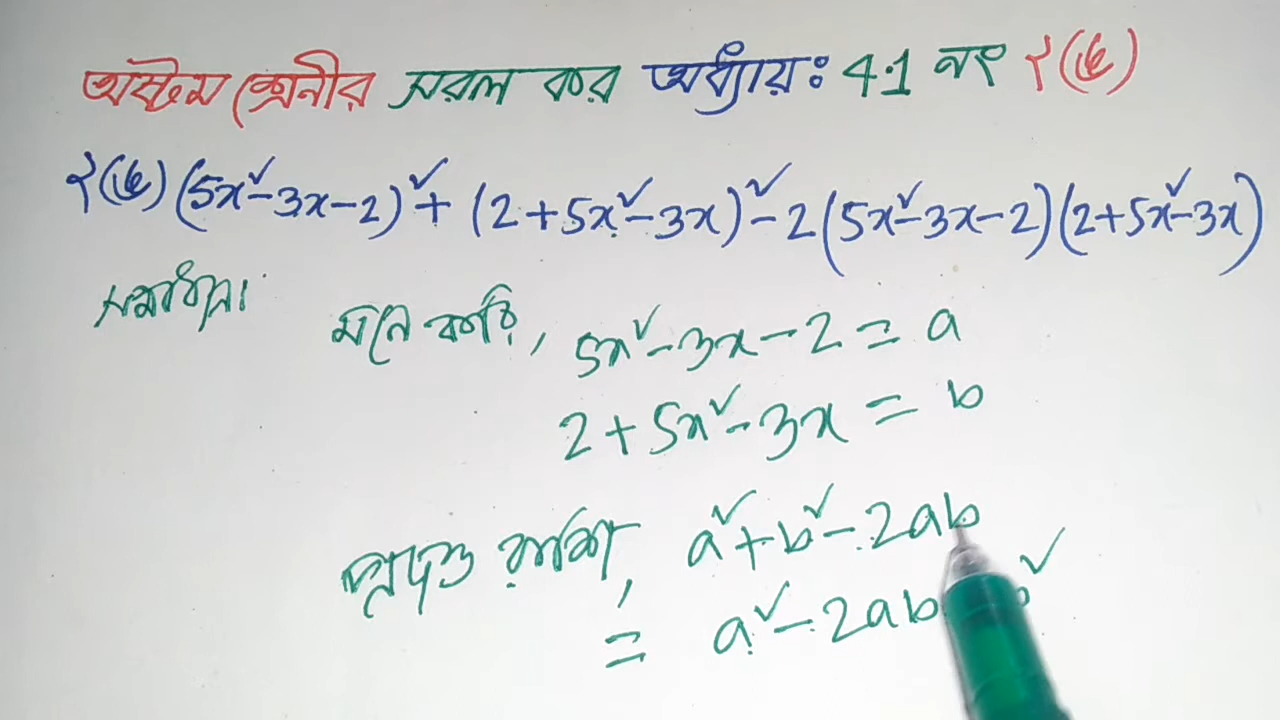 অষ্টম শ্রেনীর সরল কর অধ্যায়ঃ 4.1 নং ২(ঙ)
২(ঙ) (5x²-3x-2)² + (2+5x²-3x)² - 2(5x²-3x-2)(2+5x²-3x)
সমাধান।
মনে করি, 5x²-3x-2 = a
2+5x²-3x = b
প্রদত্ত রাশি, a²+b²-2ab
= a²-2ab b²